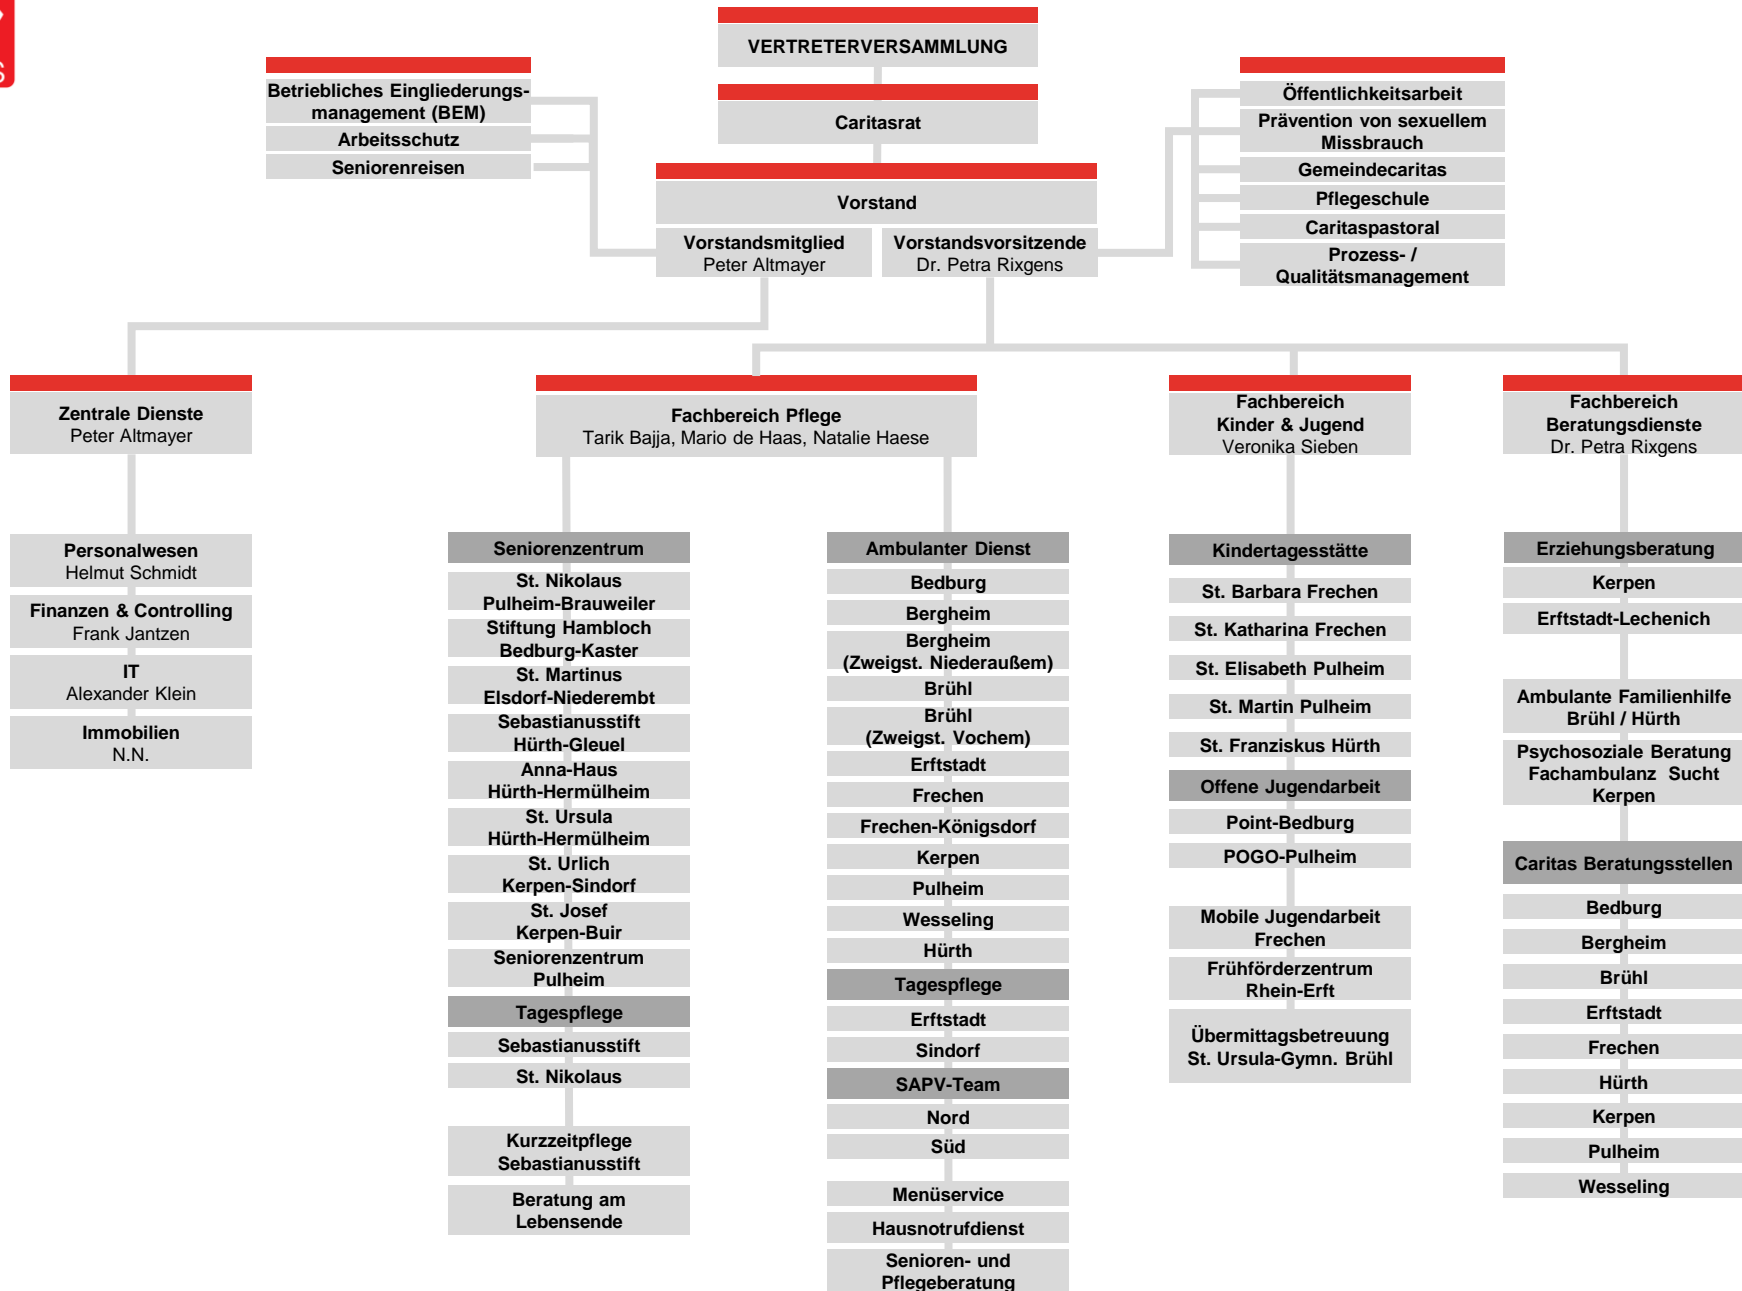 S
VERTRETERVERSAMMLUNG
Caritasrat
Vorstand
Vorstandsmitglied
Peter Altmayer
Vorstandsvorsitzende
Dr. Petra Rixgens
Betriebliches Eingliederungs-
management (BEM)
Arbeitsschutz
Seniorenreisen
Öffentlichkeitsarbeit
Prävention von sexuellem
Missbrauch
Gemeindecaritas
Pflegeschule
Caritaspastoral
Prozess- /
Qualitätsmanagement
Zentrale Dienste
Peter Altmayer
Personalwesen
Helmut Schmidt
Finanzen & Controlling
Frank Jantzen
IT
Alexander Klein
Immobilien
N.N.
Fachbereich Pflege
Tarik Bajja, Mario de Haas, Natalie Haese
Seniorenzentrum
St. Nikolaus
Pulheim-Brauweiler
Stiftung Hambloch
Bedburg-Kaster
St. Martinus
Elsdorf-Niederembt
Sebastianusstift
Hürth-Gleuel
Anna-Haus
Hürth-Hermülheim
St. Ursula
Hürth-Hermülheim
St. Urlich
Kerpen-Sindorf
St. Josef
Kerpen-Buir
Seniorenzentrum
Pulheim
Tagespflege
Sebastianusstift
St. Nikolaus
Kurzzeitpflege
Sebastianusstift
Beratung am
Lebensende
Ambulanter Dienst
Bedburg
Bergheim
Bergheim
(Zweigst. Niederaußem)
Brühl
Brühl
(Zweigst. Vochem)
Erftstadt
Frechen
Frechen-Königsdorf
Kerpen
Pulheim
Wesseling
Hürth
Tagespflege
Erftstadt
Sindorf
SAPV-Team
Nord
Süd
Menüservice
Hausnotrufdienst
Senioren- und
Pflegeberatung
Fachbereich
Kinder & Jugend
Veronika Sieben
Kindertagesstätte
St. Barbara Frechen
St. Katharina Frechen
St. Elisabeth Pulheim
St. Martin Pulheim
St. Franziskus Hürth
Offene Jugendarbeit
Point-Bedburg
POGO-Pulheim
Mobile Jugendarbeit
Frechen
Frühförderzentrum
Rhein-Erft
Übermittagsbetreuung
St. Ursula-Gymn. Brühl
Fachbereich
Beratungsdienste
Dr. Petra Rixgens
Erziehungsberatung
Kerpen
Erftstadt-Lechenich
Ambulante Familienhilfe
Brühl / Hürth
Psychosoziale Beratung
Fachambulanz Sucht
Kerpen
Caritas Beratungsstellen
Bedburg
Bergheim
Brühl
Erftstadt
Frechen
Hürth
Kerpen
Pulheim
Wesseling